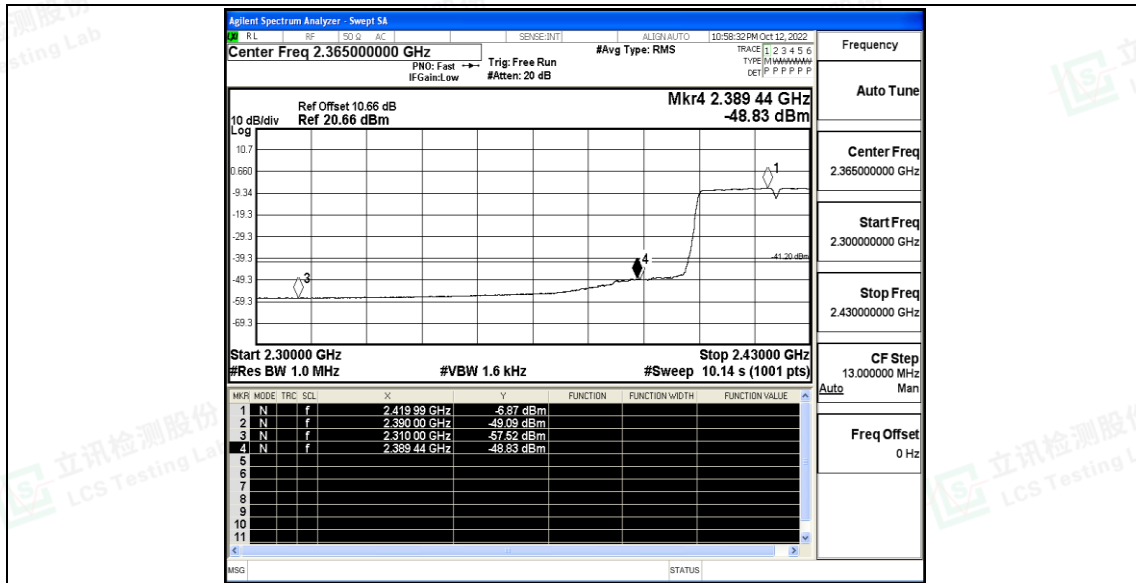 Agilent Spectrum Analyzer - Swept SA
RL RF 50 Ω AC SENSE:INT ALIGN AUTO 10:58:32 PM Oct 12, 2022
Center Freq 2.365000000 GHz
PNO: Fast
IFGain:Low
Trig: Free Run
#Atten: 20 dB
#Avg Type: RMS
TRACE 1 2 3 4 5 6
TYPE M WWWWW
DET P P P P P P
Frequency
Auto Tune
Center Freq
2.365000000 GHz
Start Freq
2.300000000 GHz
Stop Freq
2.430000000 GHz
CF Step
13.000000 MHz
Auto Man
Freq Offset
0 Hz
Mkr4 2.389 44 GHz
-48.83 dBm
Ref Offset 10.66 dB
10 dB/div Ref 20.66 dBm
Log
10.7
0.660
-9.34
-19.3
-29.3
-39.3
-49.3
-59.3
-69.3
1
3
4
-41.20 dBm
Start 2.30000 GHz Stop 2.43000 GHz
#Res BW 1.0 MHz #VBW 1.6 kHz #Sweep 10.14 s (1001 pts)
MKR MODE TRC SCL X Y FUNCTION FUNCTION WIDTH FUNCTION VALUE
1 N f 2.419 99 GHz -6.87 dBm
2 N f 2.390 00 GHz -49.09 dBm
3 N f 2.310 00 GHz -57.52 dBm
4 N f 2.389 44 GHz -48.83 dBm
5
6
7
8
9
10
11
MSG STATUS
立讯检测股份
LCS Testing Lab
立讯检测股份
LCS Testing L